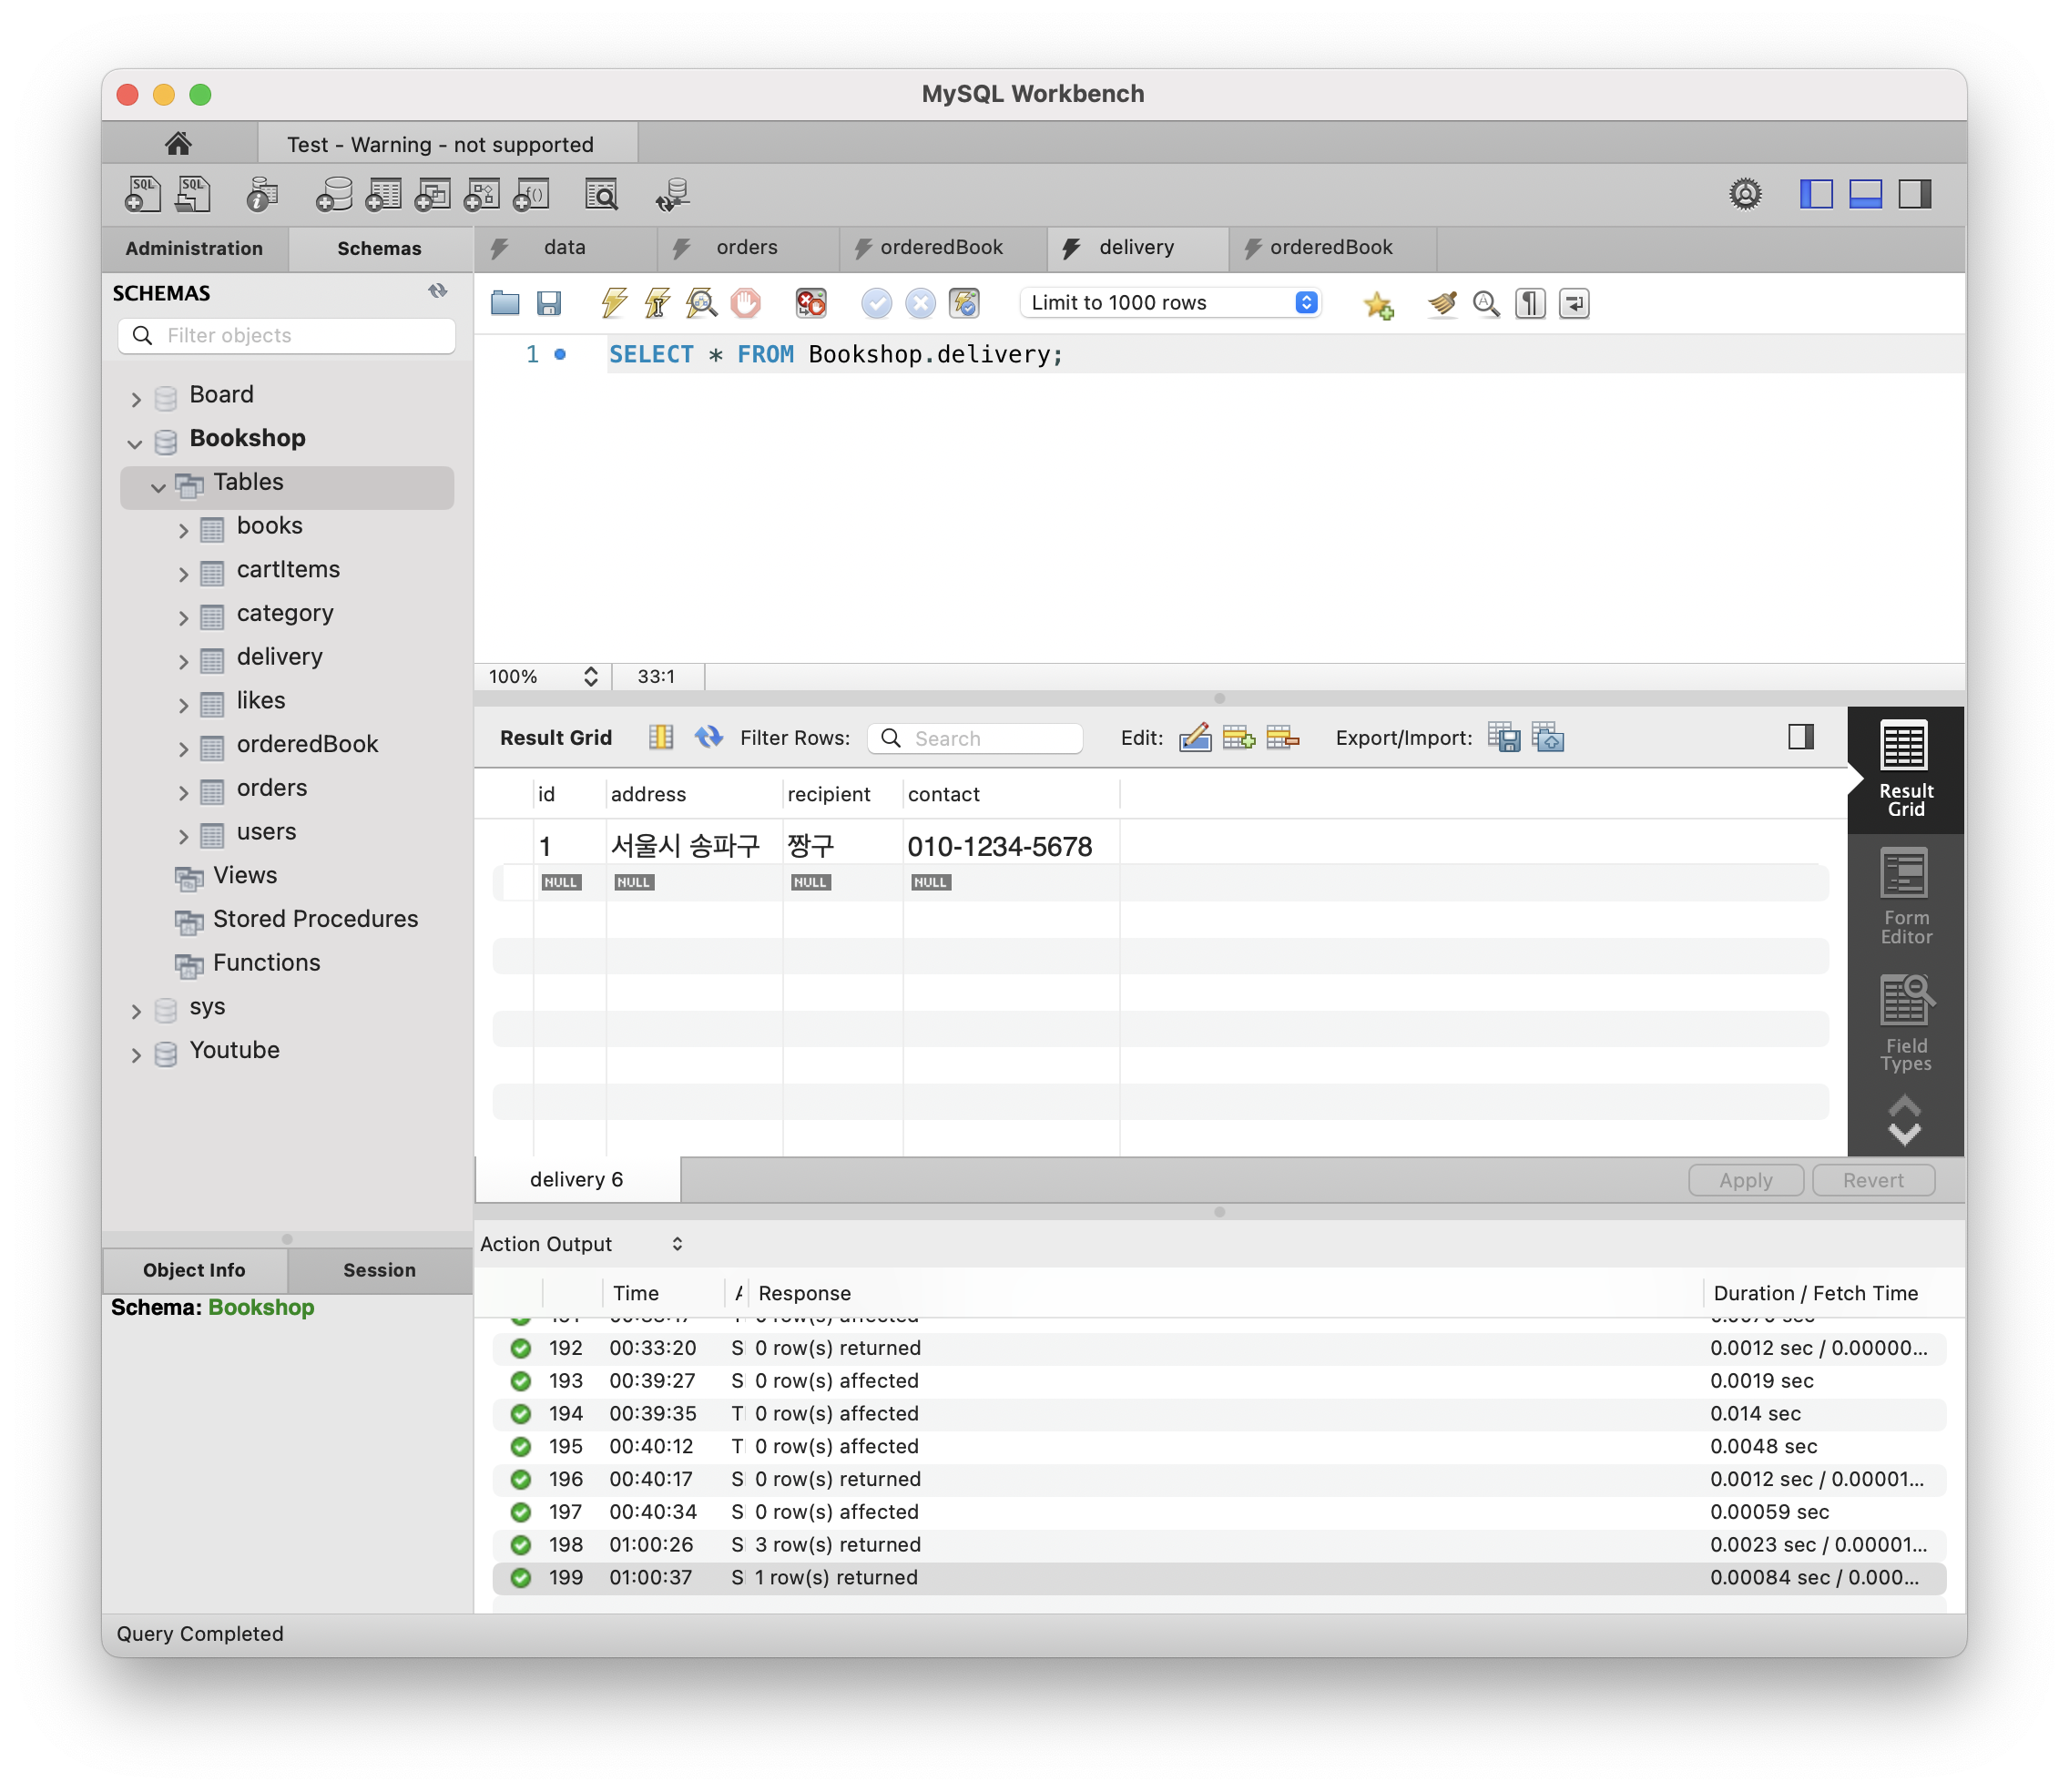 MySQL Workbench
Test - Warning - not supported
Administration Schemas
data orders orderedBook delivery orderedBook
SCHEMAS
Filter objects
Board
Bookshop
Tables
books
cartItems
category
delivery
likes
orderedBook
orders
users
Views
Stored Procedures
Functions
sys
Youtube
Object Info Session
Schema: Bookshop
Limit to 1000 rows
1 SELECT * FROM Bookshop.delivery;
100% 33:1
Result Grid Filter Rows: Search Edit: Export/Import:
id address recipient contact
1 서울시 송파구 짱구 010-1234-5678
NULL NULL NULL NULL
Result Grid
Form Editor
Field Types
delivery 6 Apply Revert
Action Output
Time Response Duration / Fetch Time
192 00:33:20 S 0 row(s) returned 0.0012 sec / 0.00000...
193 00:39:27 S 0 row(s) affected 0.0019 sec
194 00:39:35 T 0 row(s) affected 0.014 sec
195 00:40:12 T 0 row(s) affected 0.0048 sec
196 00:40:17 S 0 row(s) returned 0.0012 sec / 0.00001...
197 00:40:34 S 0 row(s) affected 0.00059 sec
198 01:00:26 S 3 row(s) returned 0.0023 sec / 0.00001...
199 01:00:37 S 1 row(s) returned 0.00084 sec / 0.000...
Query Completed